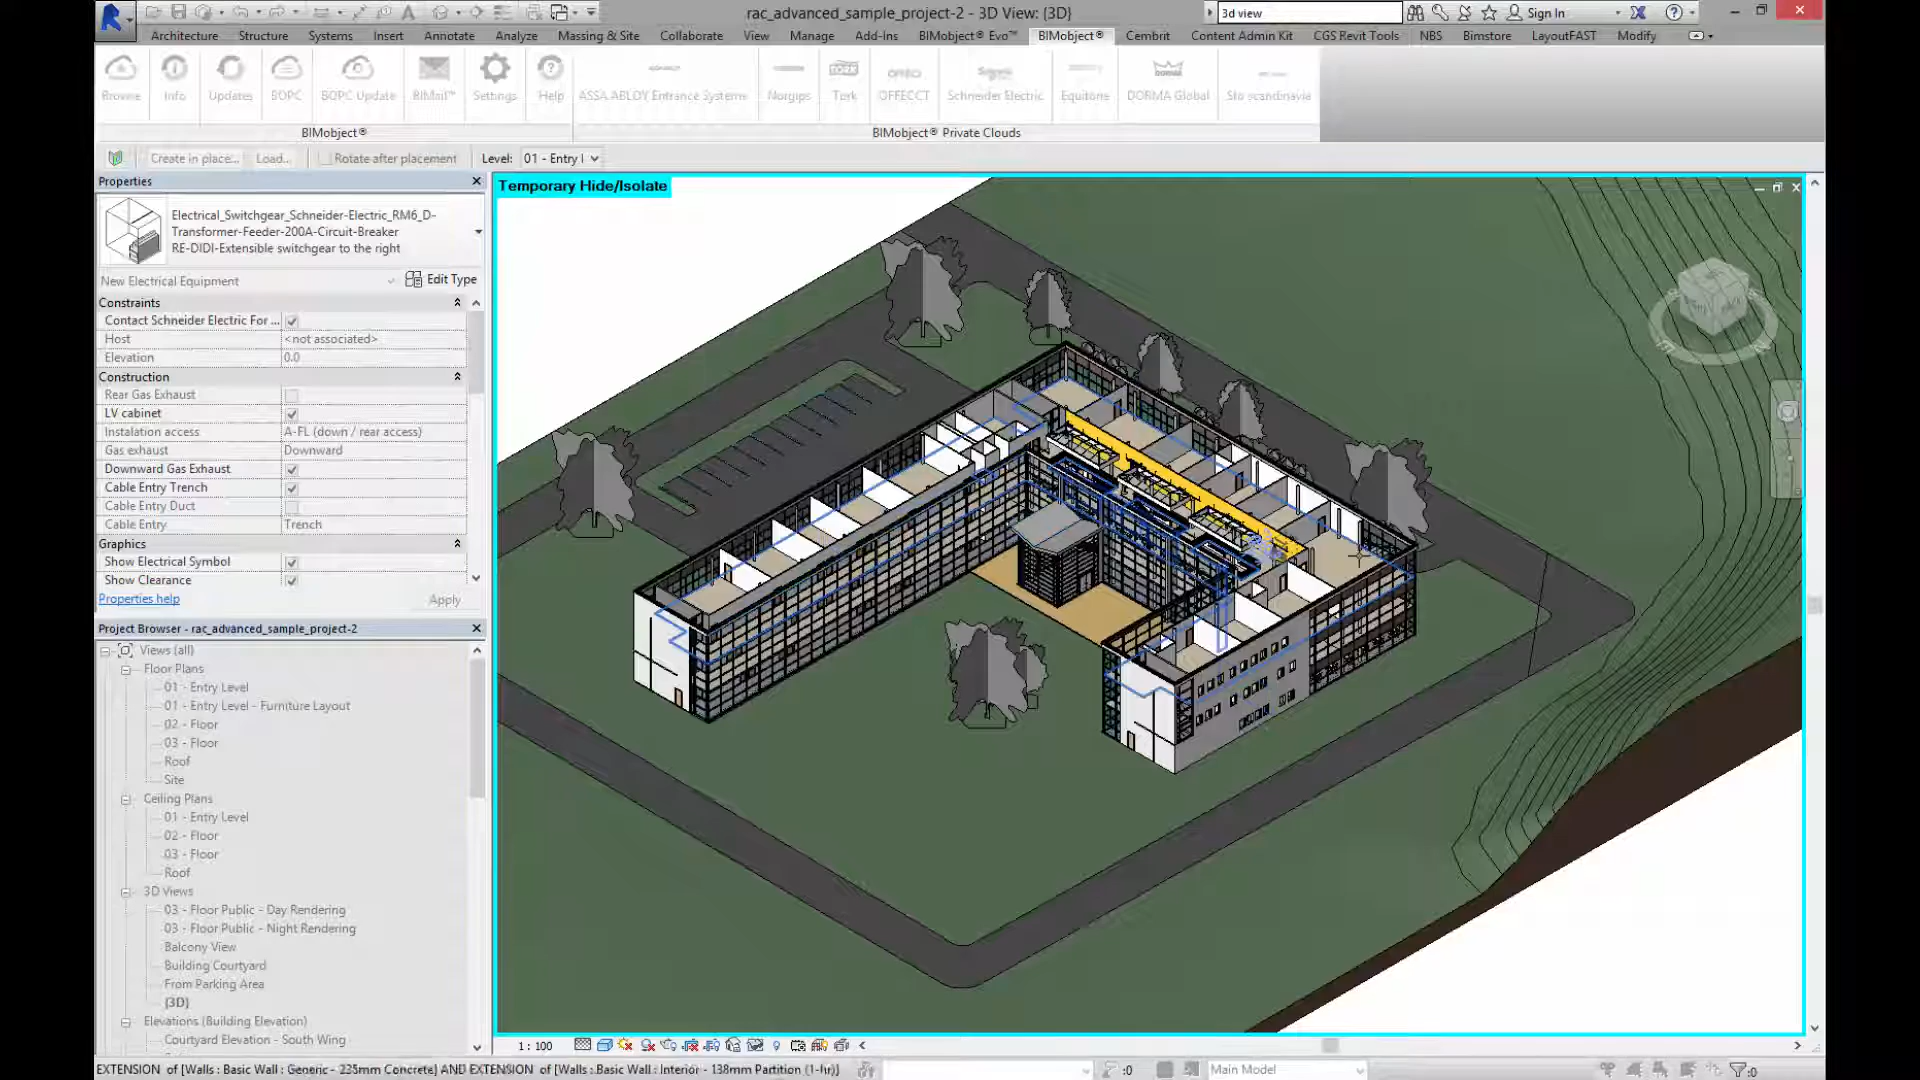 rac_advanced_sample_project-2 - 3D View: {3D}
3d view
Sign In
Architecture Structure Systems Insert Annotate Analyze Massing & Site Collaborate View Manage Add-Ins BIMobject® Evo™ BIMobject® Cembrit Content Admin Kit CGS Revit Tools NBS Bimstore LayoutFAST Modify
Browse Info Updates BOPC BOPC Update BIMmail™ Settings Help ASSA ABLOY Entrance Systems Norgips Tork OFFECCT Schneider Electric Equitone DORMA Global Sto scandinavia
BIMobject® BIMobject® Private Clouds
Create in place... Load... Rotate after placement Level: 01 - Entry l
Properties
Temporary Hide/Isolate
Electrical_Switchgear_Schneider-Electric_RM6_D-
Transformer-Feeder-200A-Circuit-Breaker
RE-DIDI-Extensible switchgear to the right
New Electrical Equipment Edit Type
Constraints
Contact Schneider Electric For ...
Host <not associated>
Elevation 0.0
Construction
Rear Gas Exhaust
LV cabinet
Instalation access A-FL (down / rear access)
Gas exhaust Downward
Downward Gas Exhaust
Cable Entry Trench
Cable Entry Duct
Cable Entry Trench
Graphics
Show Electrical Symbol
Show Clearance
Properties help Apply
Project Browser - rac_advanced_sample_project-2
Views (all)
Floor Plans
01 - Entry Level
01 - Entry Level - Furniture Layout
02 - Floor
03 - Floor
Roof
Site
Ceiling Plans
01 - Entry Level
02 - Floor
03 - Floor
Roof
3D Views
03 - Floor Public - Day Rendering
03 - Floor Public - Night Rendering
Balcony View
Building Courtyard
From Parking Area
{3D}
Elevations (Building Elevation)
Courtyard Elevation - South Wing
1 : 100
EXTENSION of [Walls : Basic Wall : Generic - 235mm Concrete] AND EXTENSION of [Walls : Basic Wall : Interior - 138mm Partition (1-hr)]
:0
Main Model
:0